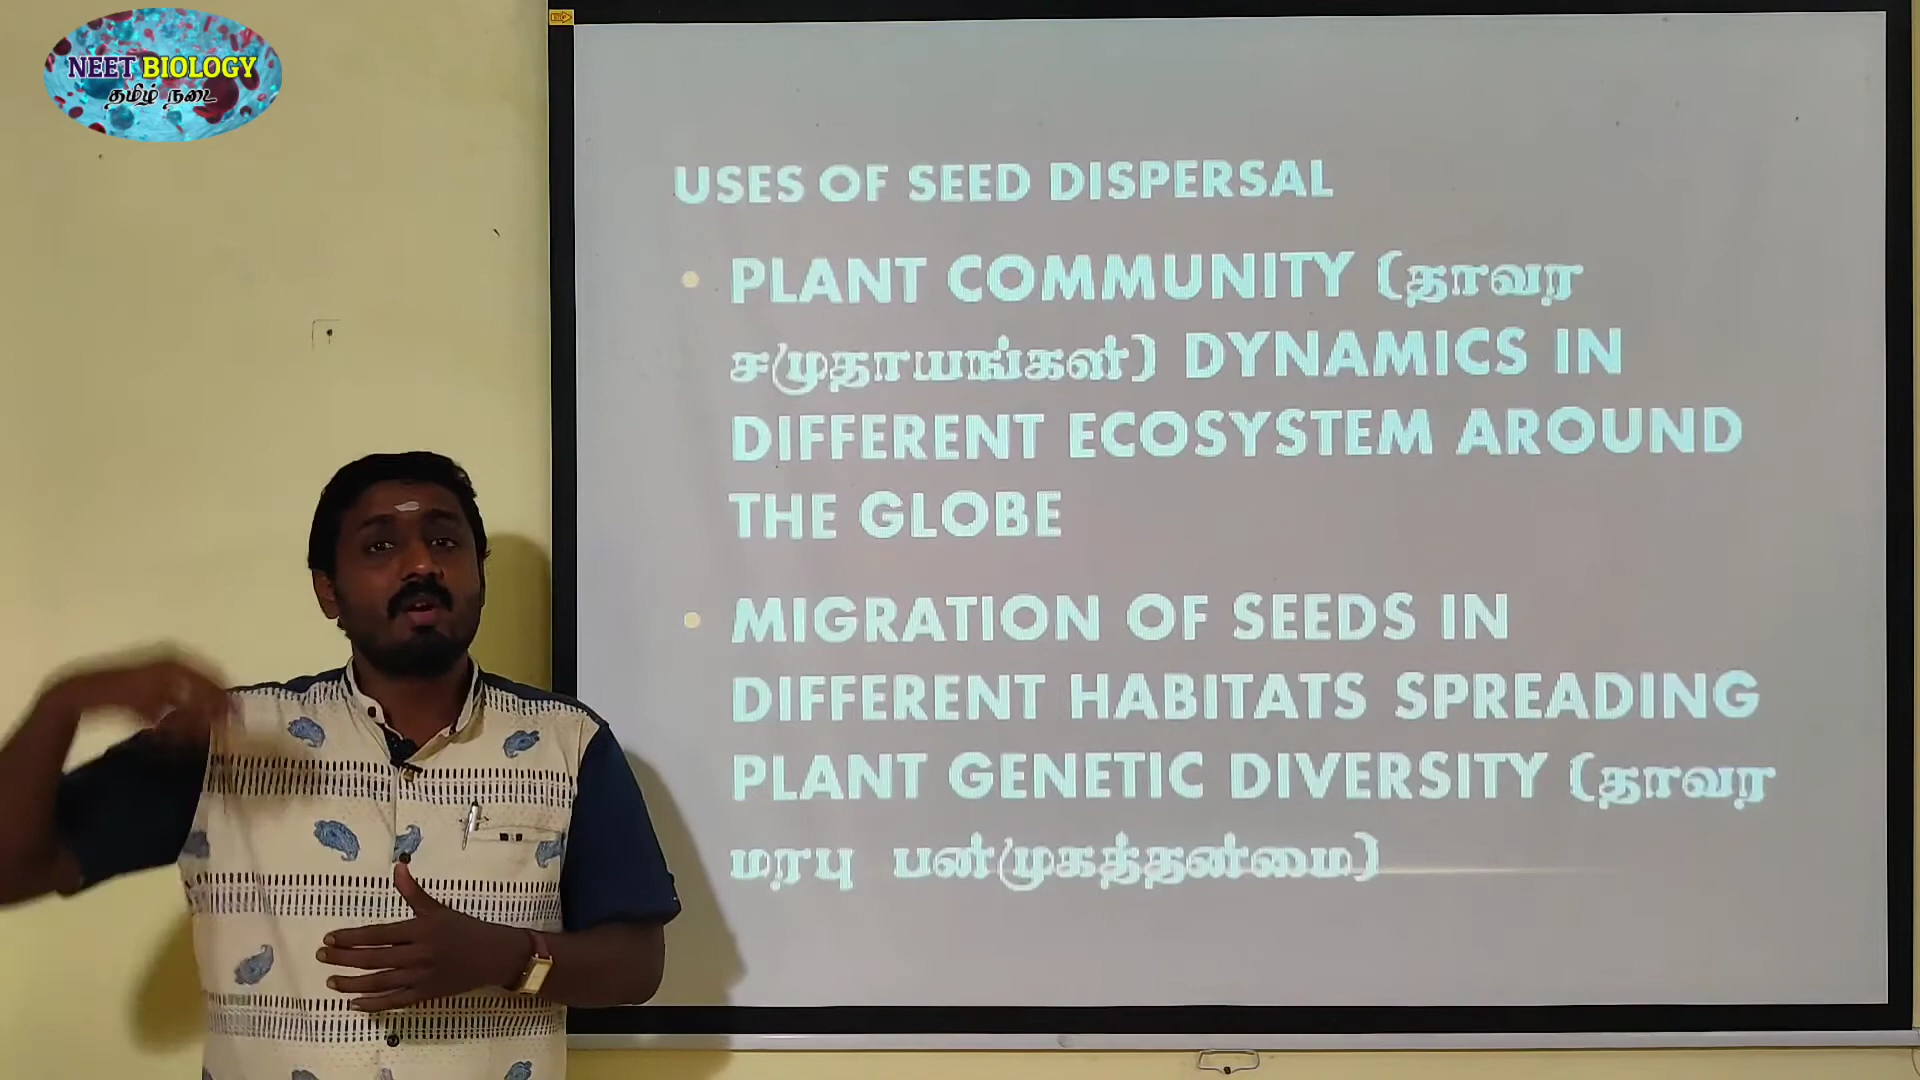 NEET BIOLOGY
தமிழ் நடை
USES OF SEED DISPERSAL
• PLANT COMMUNITY (தாவர
சமுதாயங்கள்) DYNAMICS IN
DIFFERENT ECOSYSTEM AROUND
THE GLOBE
• MIGRATION OF SEEDS IN
DIFFERENT HABITATS SPREADING
PLANT GENETIC DIVERSITY (தாவர
மரபு பன்முகத்தன்மை)